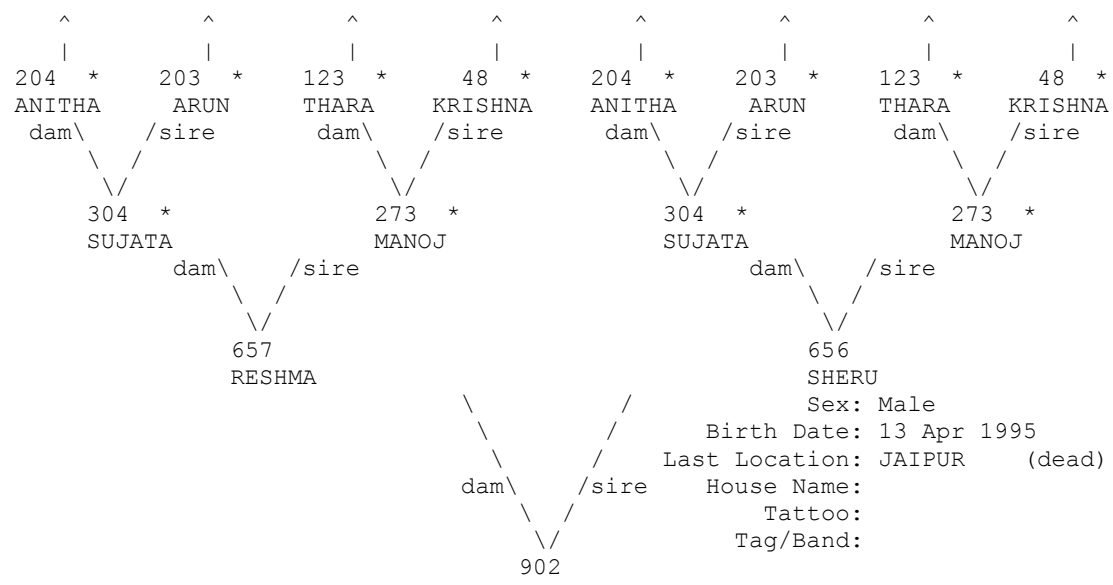 ^ ^ ^ ^ ^ ^ ^ ^
| | | | | | | |
204 * 203 * 123 * 48 * 204 * 203 * 123 * 48 *
ANITHA ARUN THARA KRISHNA ANITHA ARUN THARA KRISHNA
dam\ /sire dam\ /sire dam\ /sire dam\ /sire
\ / \ / \ / \ /
\/ \/ \/ \/
304 * 273 * 304 * 273 *
SUJATA MANOJ SUJATA MANOJ
dam\ /sire dam\ /sire
\ / \ /
\/ \/
657 656
RESHMA SHERU
\ / Sex: Male
\ / Birth Date: 13 Apr 1995
\ / Last Location: JAIPUR (dead)
dam\ /sire House Name:
\ / Tattoo:
\/ Tag/Band:
902